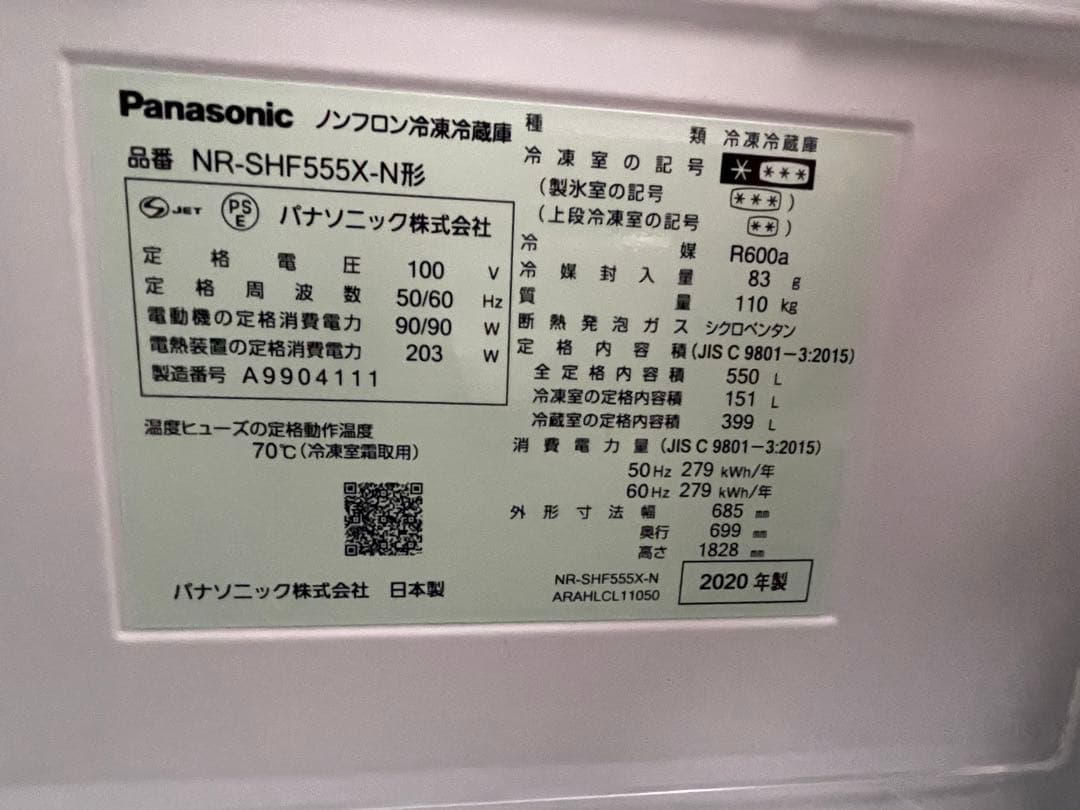 Panasonic ノンフロン冷凍冷蔵庫
品番 NR-SHF555X-N形
S JET PSE パナソニック株式会社
定格電圧 100 V
定格周波数 50/60 Hz
電動機の定格消費電力 90/90 W
電熱装置の定格消費電力 203 W
製造番号 A9904111
温度ヒューズの定格動作温度
70℃(冷凍室霜取用)
パナソニック株式会社 日本製
種類 冷凍冷蔵庫
冷凍室の記号 * ***
(製氷室の記号 ***)
(上段冷凍室の記号 **)
冷媒 R600a
冷媒封入量 83 g
質量 110 kg
断熱発泡ガス シクロペンタン
定格内容積 (JIS C 9801-3:2015)
全定格内容積 550 L
冷凍室の定格内容積 151 L
冷蔵室の定格内容積 399 L
消費電力量 (JIS C 9801-3:2015)
50Hz 279 kWh/年
60Hz 279 kWh/年
外形寸法 幅 685 mm
奥行 699 mm
高さ 1828 mm
NR-SHF555X-N
ARAHLCL11050
2020年製